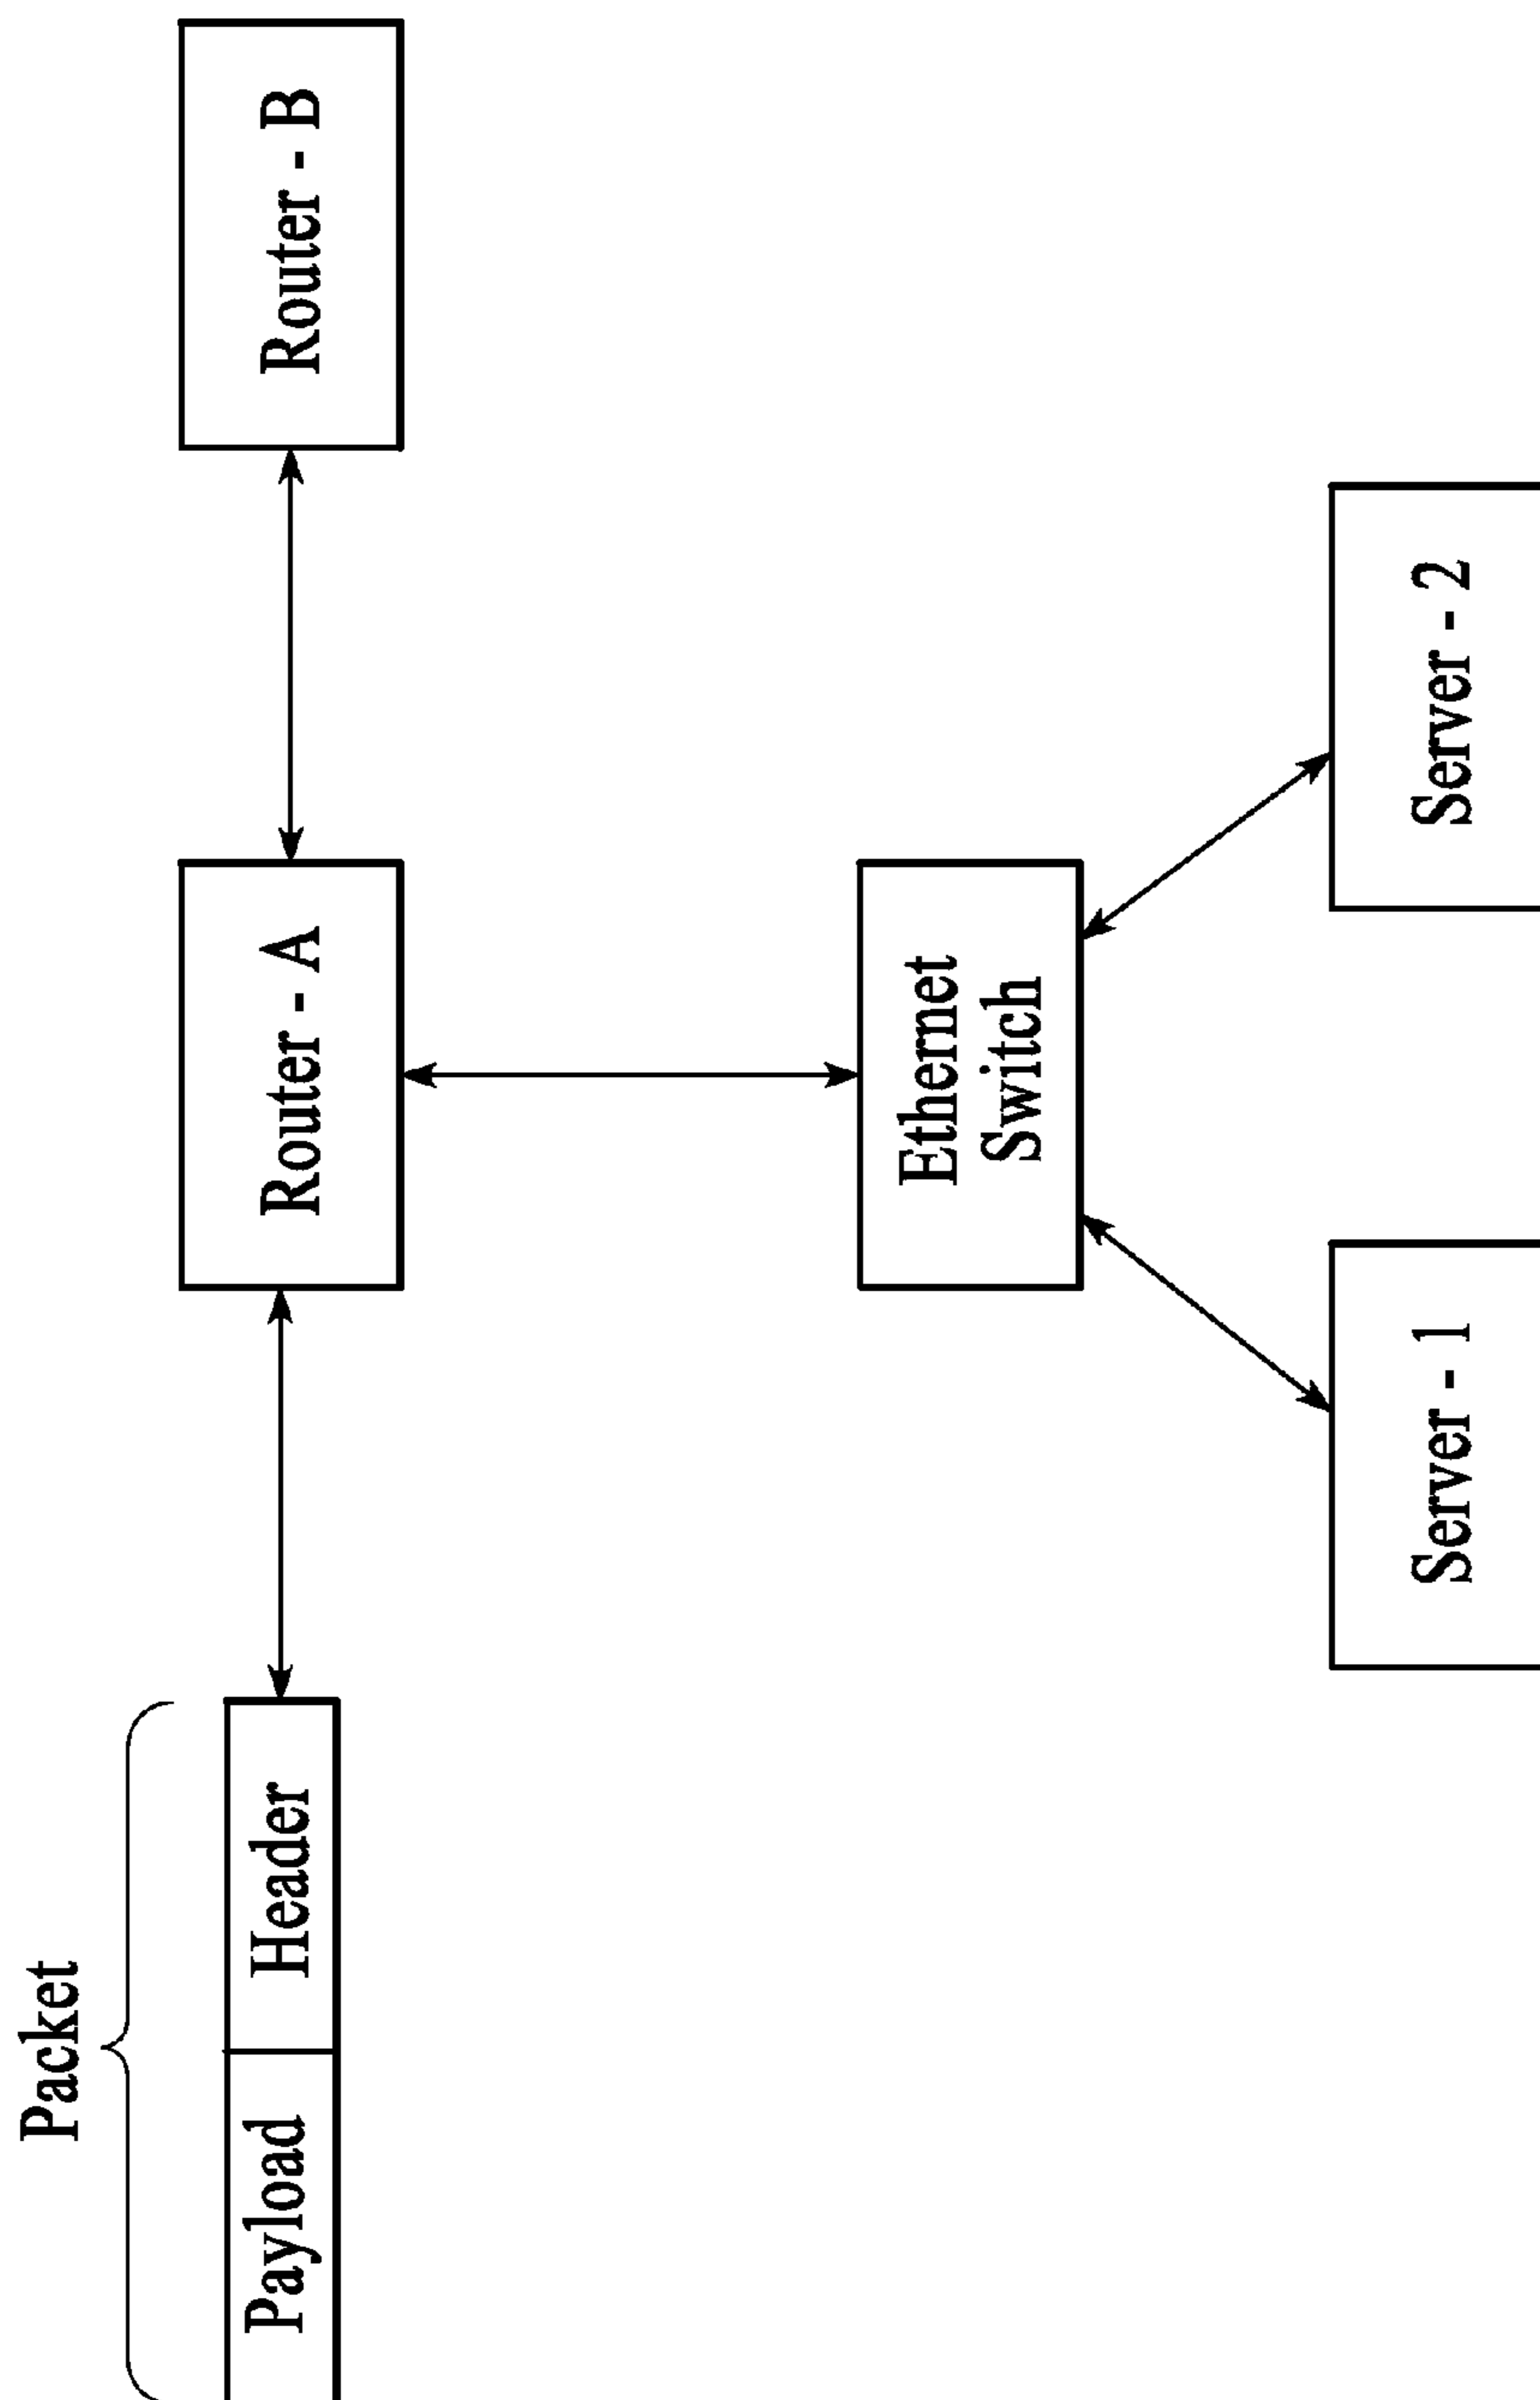 Packet
Payload
Header
Router - A
Router - B
Ethernet
Switch
Server - 1
Server - 2